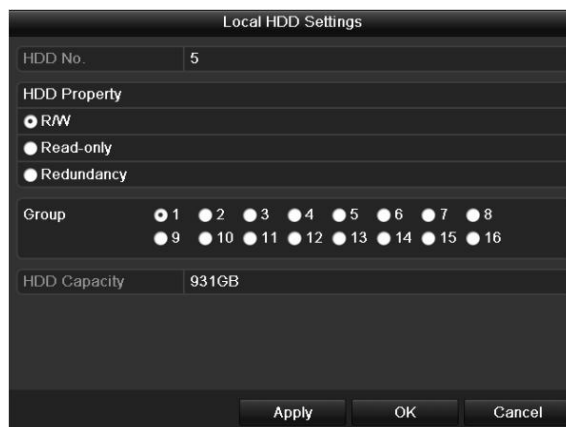 Local HDD Settings
HDD No. 5
HDD Property
R/W
Read-only
Redundancy
Group 1 2 3 4 5 6 7 8
9 10 11 12 13 14 15 16
HDD Capacity 931GB
Apply OK Cancel